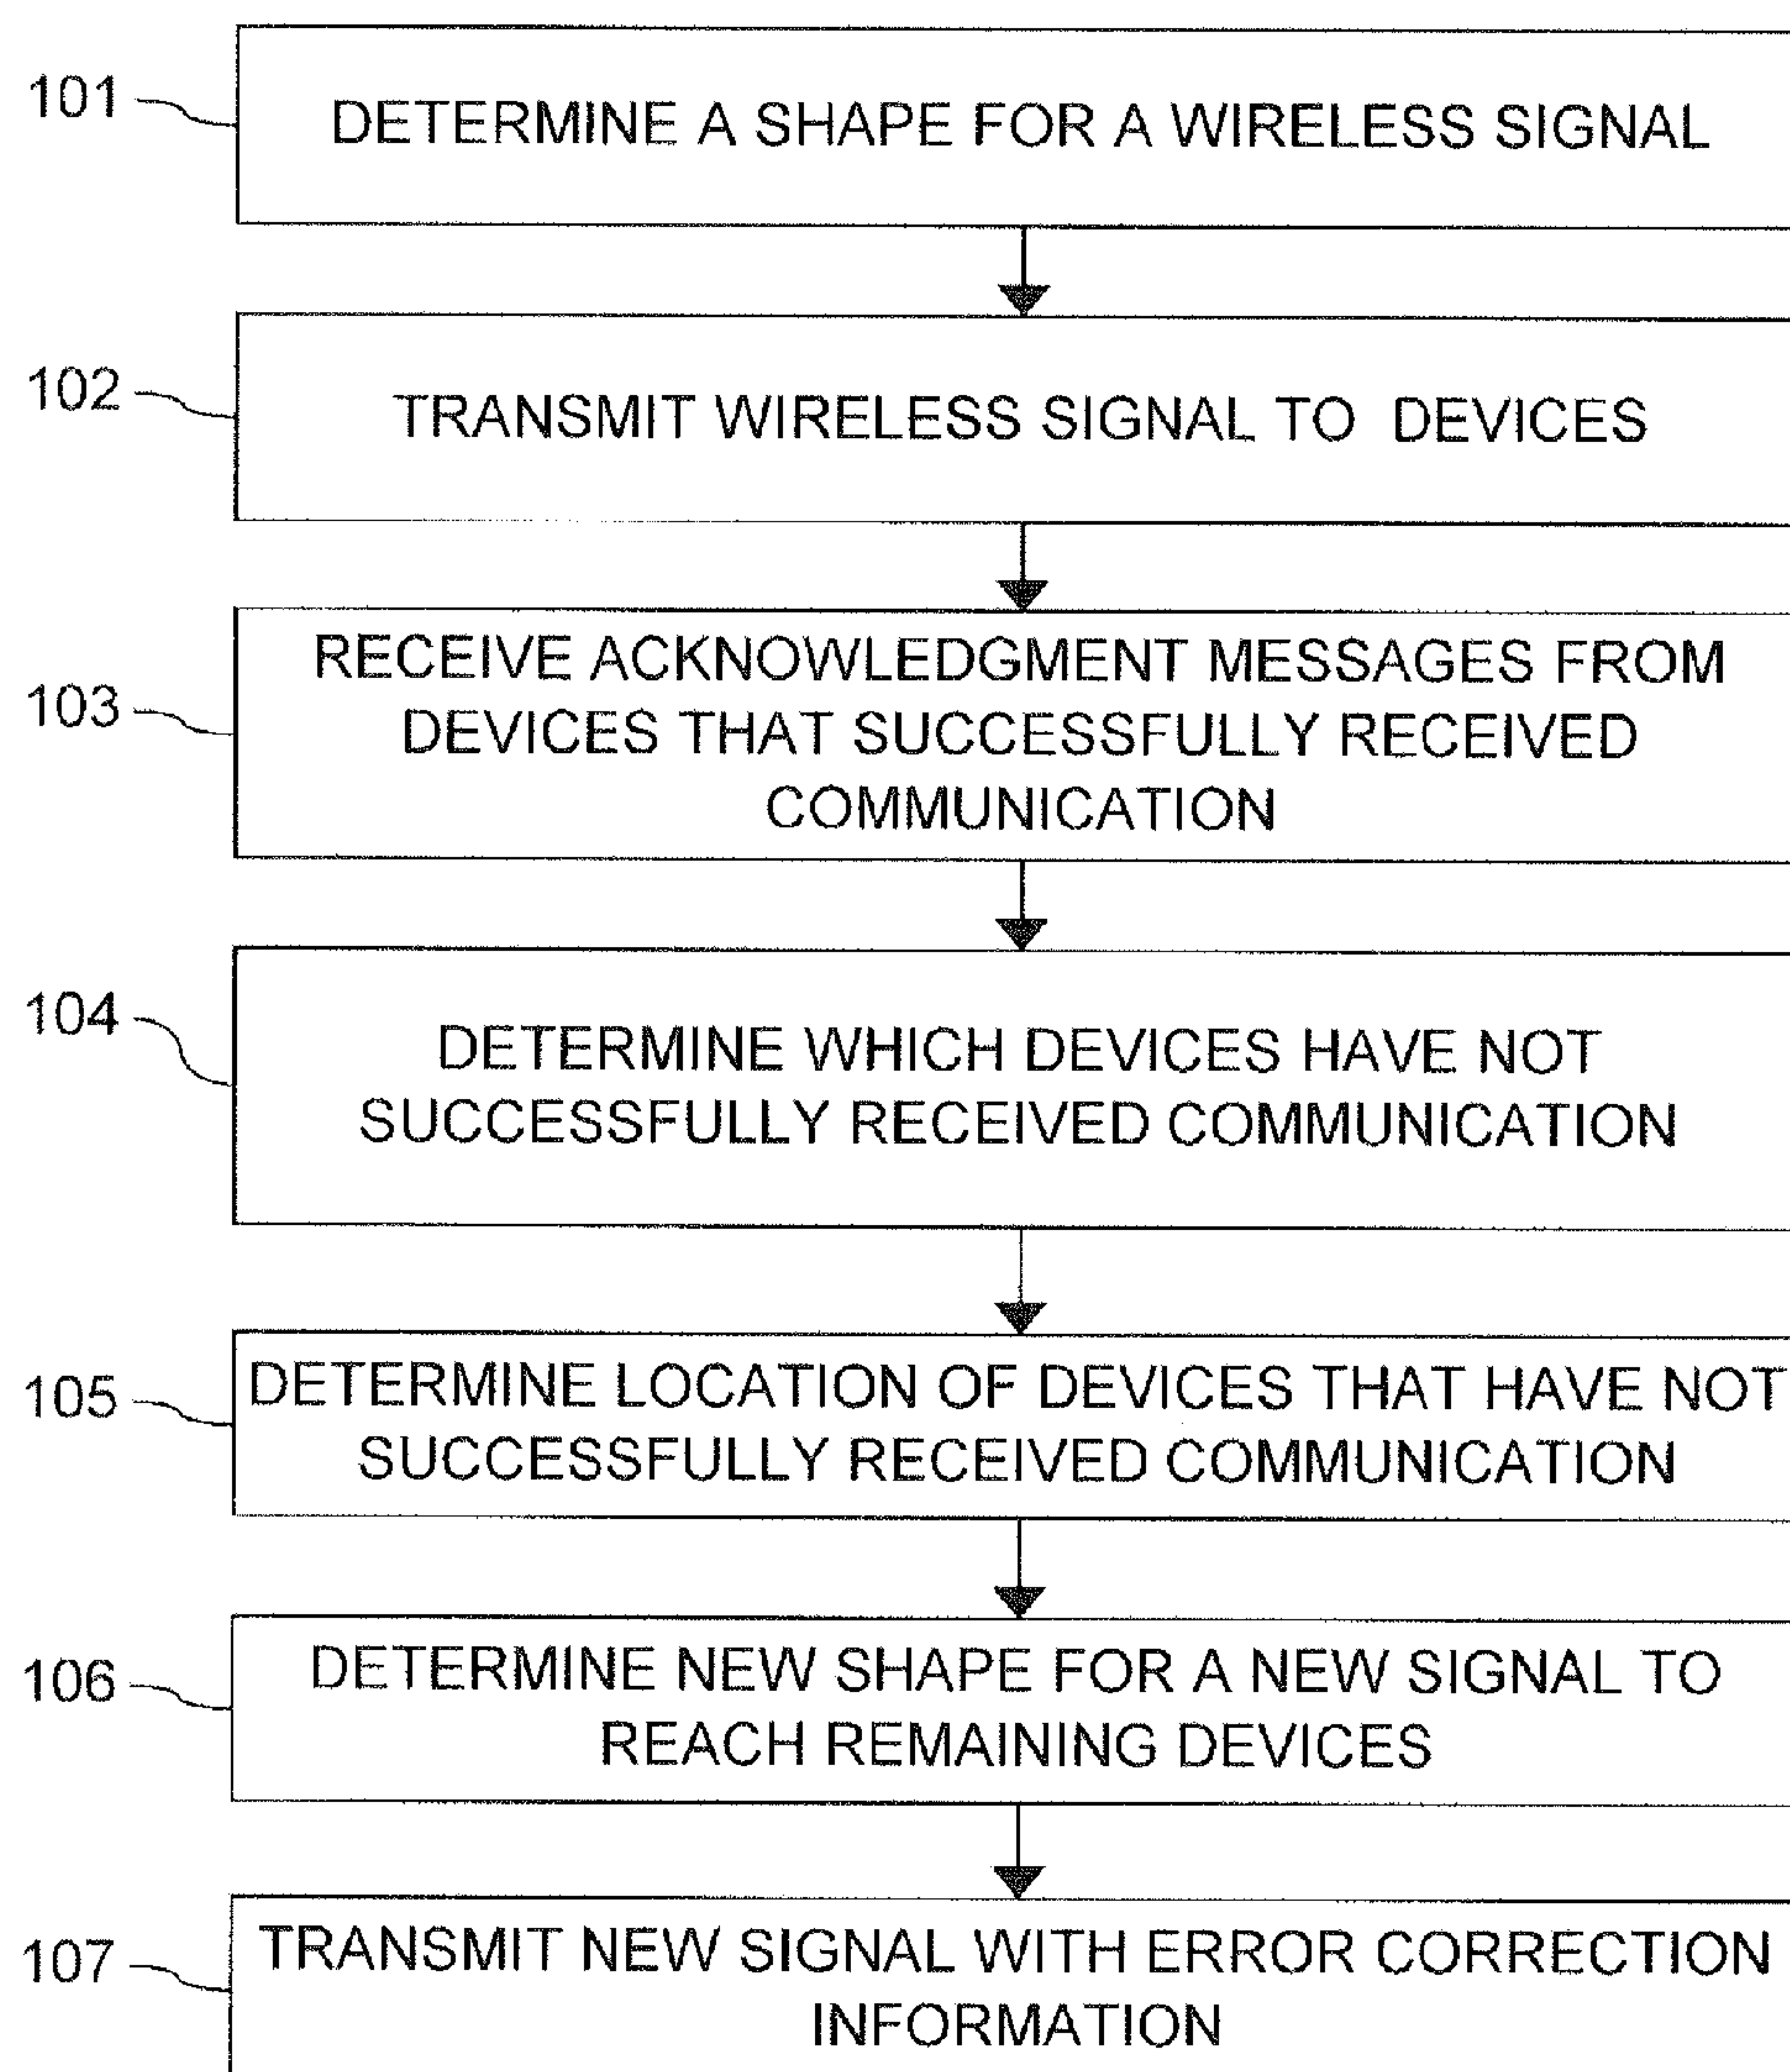 101
DETERMINE A SHAPE FOR A WIRELESS SIGNAL
102
TRANSMIT WIRELESS SIGNAL TO DEVICES
103
RECEIVE ACKNOWLEDGMENT MESSAGES FROM
DEVICES THAT SUCCESSFULLY RECEIVED
COMMUNICATION
104
DETERMINE WHICH DEVICES HAVE NOT
SUCCESSFULLY RECEIVED COMMUNICATION
105
DETERMINE LOCATION OF DEVICES THAT HAVE NOT
SUCCESSFULLY RECEIVED COMMUNICATION
106
DETERMINE NEW SHAPE FOR A NEW SIGNAL TO
REACH REMAINING DEVICES
107
TRANSMIT NEW SIGNAL WITH ERROR CORRECTION
INFORMATION